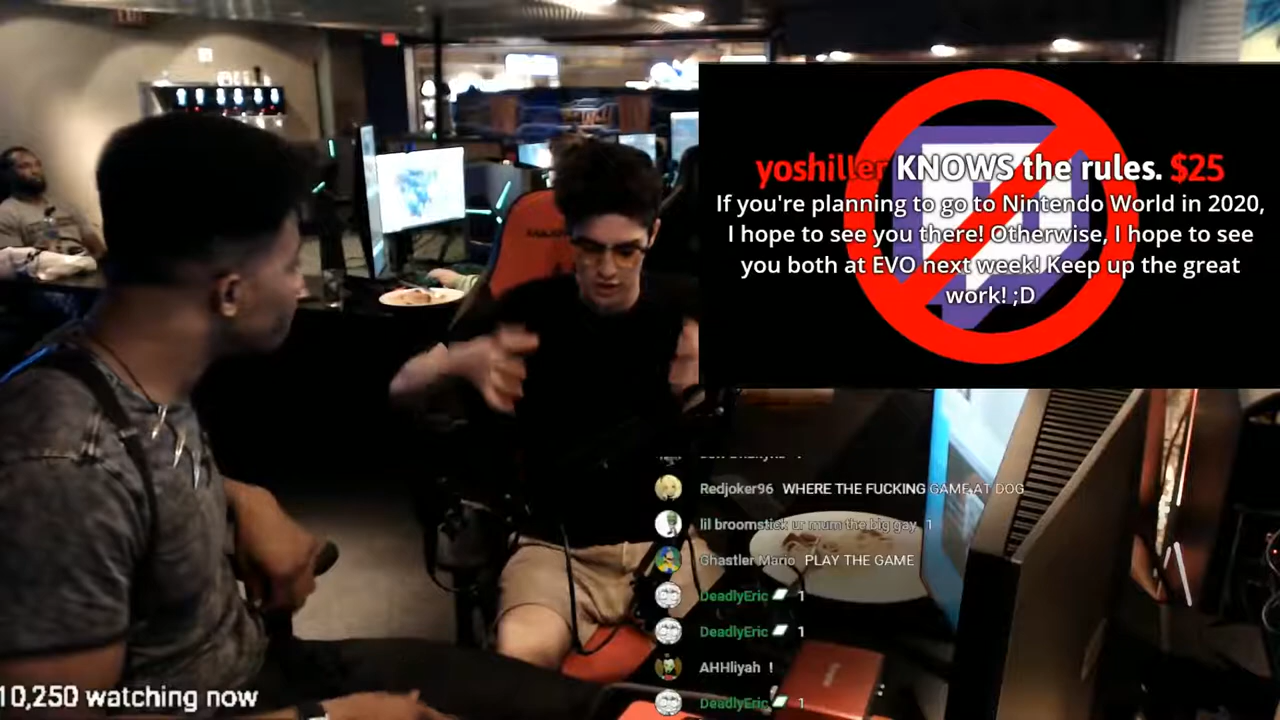 yoshiller KNOWS the rules. $25
If you're planning to go to Nintendo World in 2020,
I hope to see you there! Otherwise, I hope to see
you both at EVO next week! Keep up the great
work! ;D
Redjoker96 WHERE THE FUCKING GAME AT DOG
lil broomstick ur mum the big gay 1
Ghastler Mario PLAY THE GAME
DeadlyEric 1
DeadlyEric 1
AHHliyah !
DeadlyEric 1
10,250 watching now